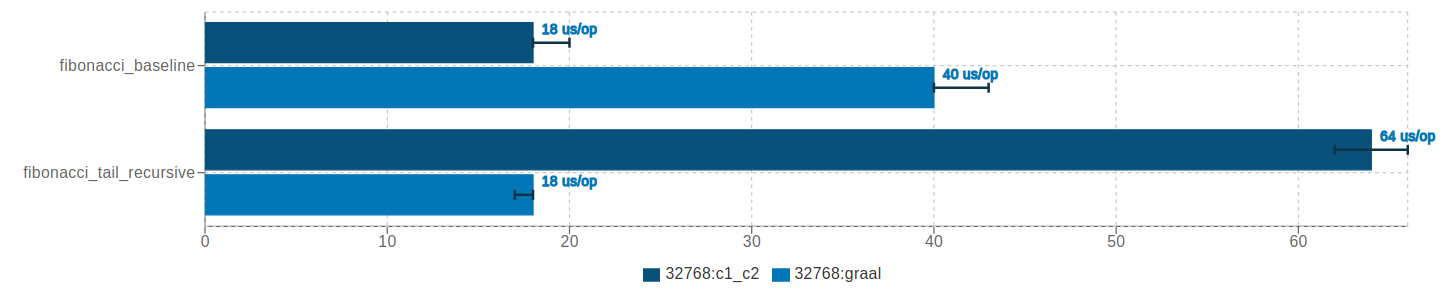 18 us/op
fibonacci_baseline
40 us/op
64 us/op
fibonacci_tail_recursive
18 us/op
0 10 20 30 40 50 60
32768:c1_c2 32768:graal